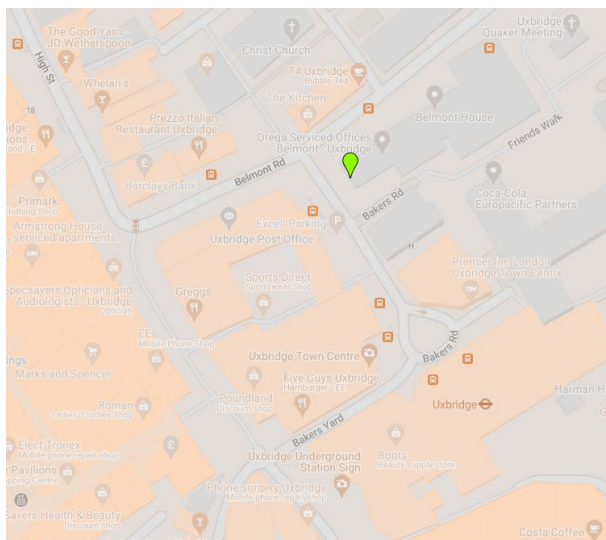 The Good Yarn -
JD Wetherspoon
Uxbridge
Quaker Meeting
Christ Church
High St
Whelan's
T4 Uxbridge
Bubble Tea
The Kitchen
18
Prezzo Italian
Restaurant Uxbridge
Orega Serviced Offices
- Belmont - Uxbridge
Belmont House
Friends Walk
Barclays Bank
Belmont Rd
Primark
Clothing Shop
Bakers Rd
Coca-Cola
Europacific Partners
Armstrong House
serviced apartments...
Excell Parking
P
Uxbridge Post Office
H
Premier Inn London
Uxbridge Town Centre
Sports Direct
Sportswear Shop
Specsavers Opticians and
Audiologists - Uxbridge
Optician
Greggs
EE
Mobile Phone Shop
Uxbridge Town Centre
Bakers Rd
Marks and Spencer
Five Guys Uxbridge
Hamburger | ££
Poundland
Discount shop
Roman
Ladies' Clothes Shop
Uxbridge
Harman H
Bakers Yard
Elect Tronex
Mobile phone repair shop
Uxbridge Underground
Station Sign
Boots
Beauty supply store
Pavilions
Phone surgery Uxbridge
Mobile phone repair shop
Savers Health & Beauty
Discount shop
Costa Coffee